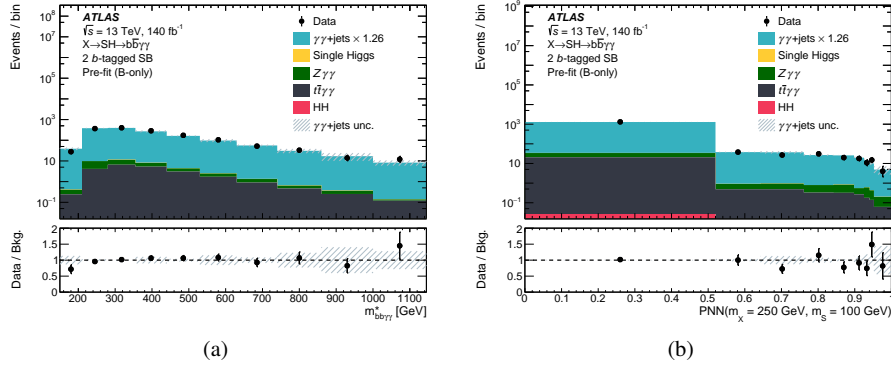 Events / bin
10⁸
10⁶
10⁴
10³
10
10⁻¹
ATLAS
√s = 13 TeV, 140 fb⁻¹
X→SH→bb̄γγ
2 b-tagged SB
Pre-fit (B-only)
Data
γγ+jets × 1.26
Single Higgs
Zγγ
tt̄γγ
HH
γγ+jets unc.
Data / Bkg.
2
1.5
1
0.5
0
200 300 400 500 600 700 800 900 1000 1100
m*bb̄γγ [GeV]
(a)
Events / bin
10⁹
10⁷
10⁵
10³
10
10⁻¹
ATLAS
√s = 13 TeV, 140 fb⁻¹
X→SH→bb̄γγ
2 b-tagged SB
Pre-fit (B-only)
Data
γγ+jets × 1.26
Single Higgs
Zγγ
tt̄γγ
HH
γγ+jets unc.
Data / Bkg.
2
1.5
1
0.5
0
0 0.1 0.2 0.3 0.4 0.5 0.6 0.7 0.8 0.9 1
PNN(mX = 250 GeV, mS = 100 GeV)
(b)